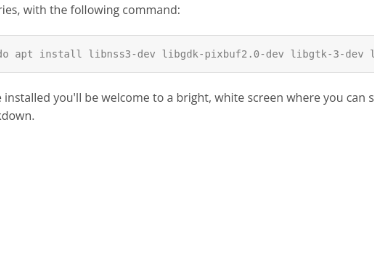 ries, with the following command:
do apt install libnss3-dev libgdk-pixbuf2.0-dev libgtk-3-dev l
e installed you'll be welcome to a bright, white screen where you can s
kdown.